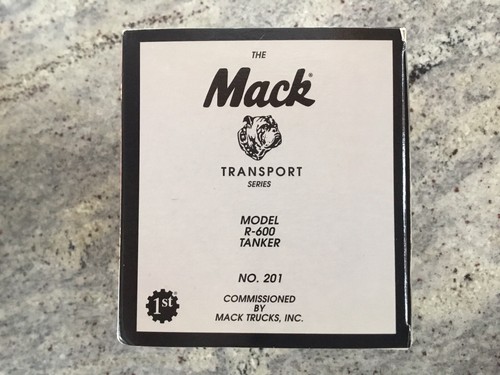 THE
Mack®
TRANSPORT
SERIES
MODEL
R-600
TANKER
NO. 201
COMMISSIONED
BY
MACK TRUCKS, INC.
1st